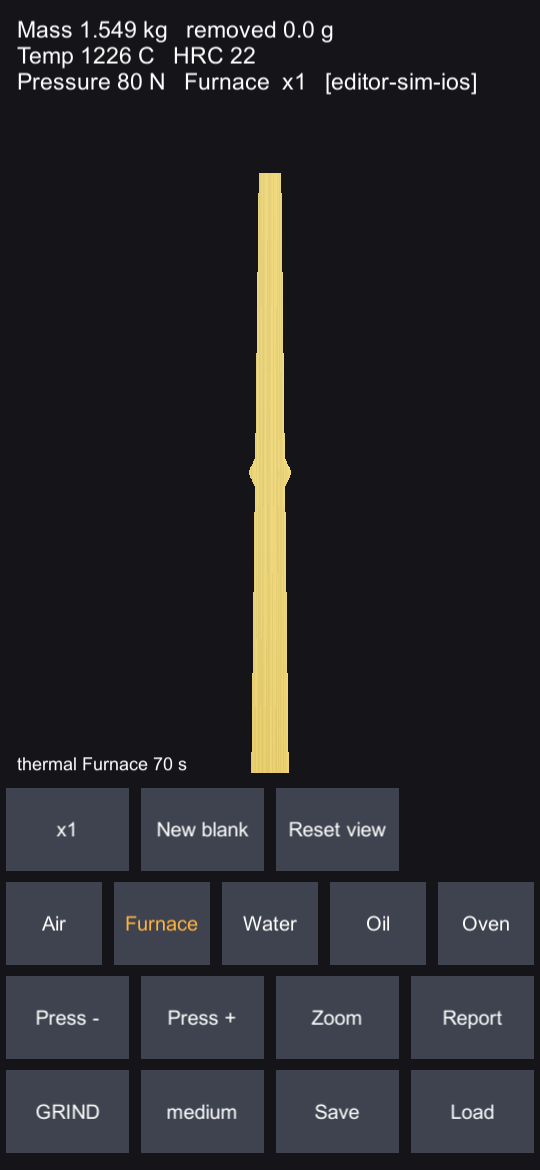 Mass 1.549 kg   removed 0.0 g
Temp 1226 C   HRC 22
Pressure 80 N   Furnace  x1   [editor-sim-ios]
thermal Furnace 70 s
x1   New blank   Reset view
Air   Furnace   Water   Oil   Oven
Press -   Press +   Zoom   Report
GRIND   medium   Save   Load